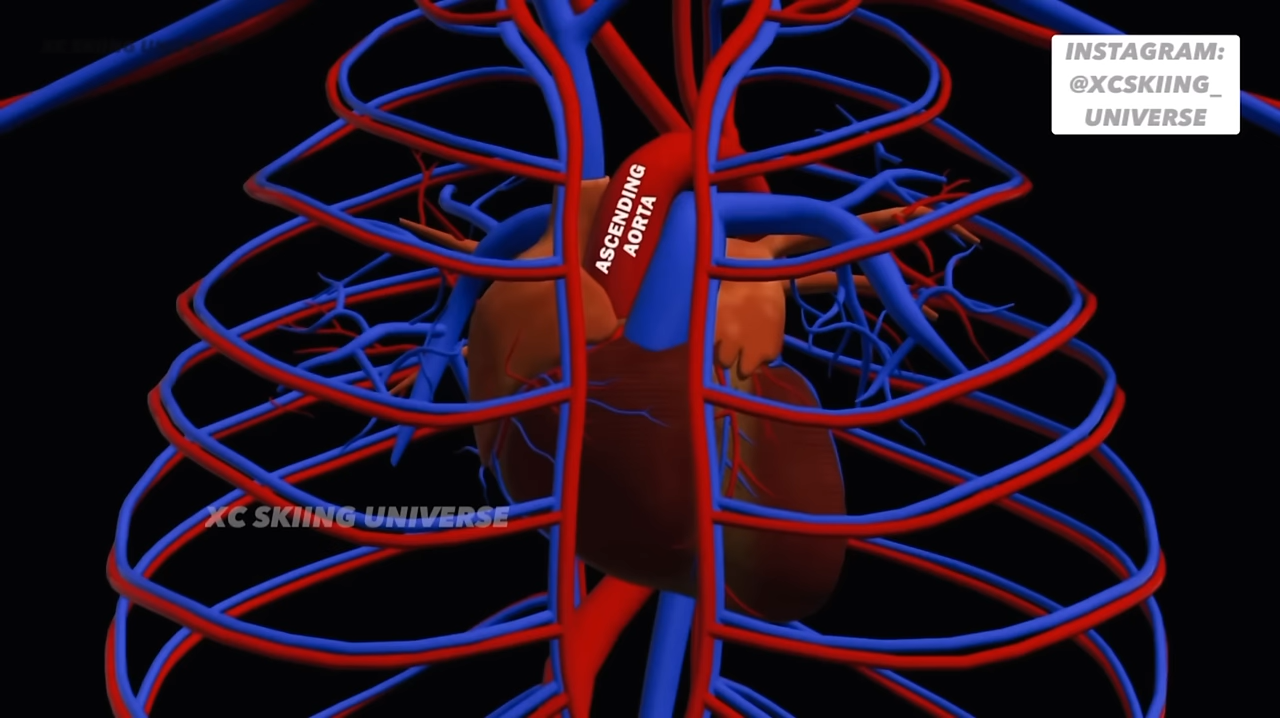 INSTAGRAM:
@XCSKIING_
UNIVERSE
ASCENDING
AORTA
XC SKIING UNIVERSE